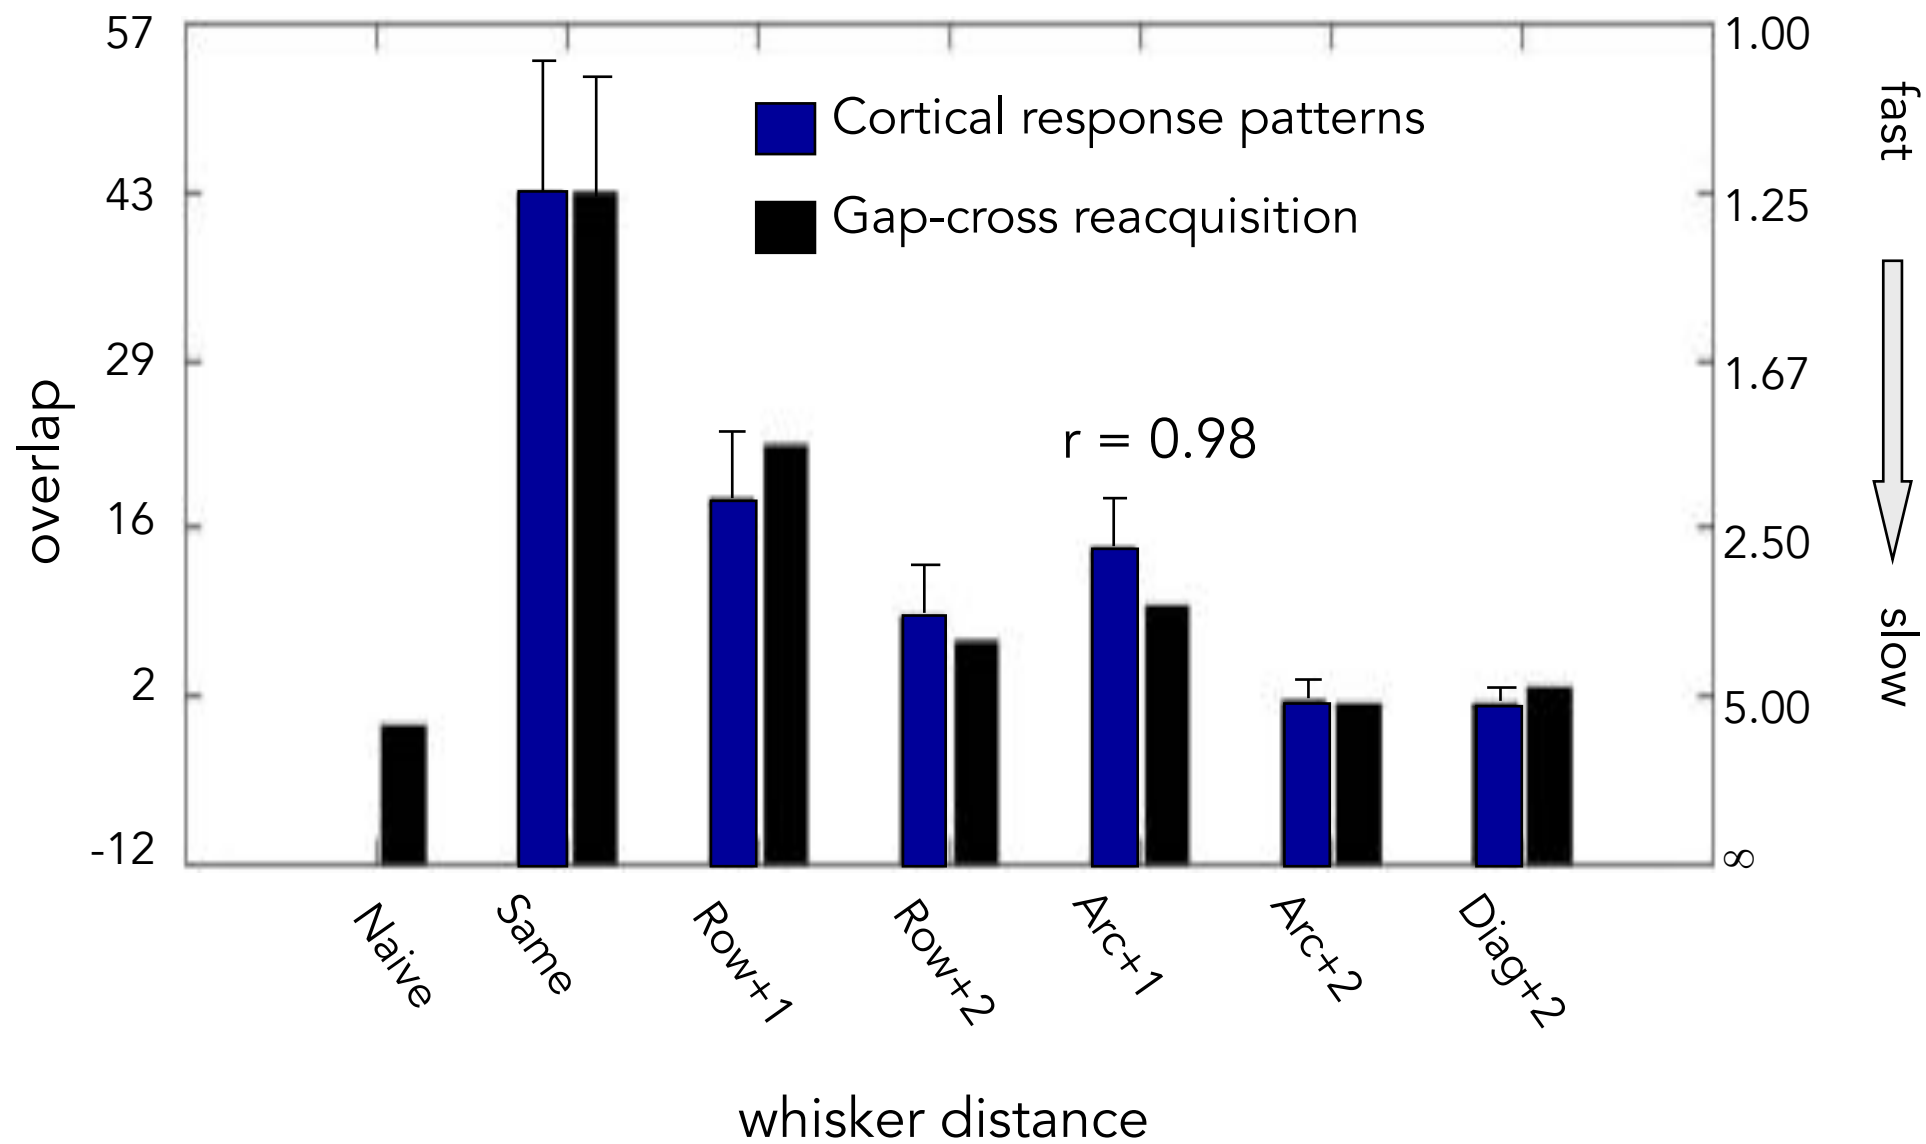 57
43
29
16
2
-12
overlap
Cortical response patterns
Gap-cross reacquisition
r = 0.98
1.00
1.25
1.67
2.50
5.00
∞
fast
slow
Naive
Same
Row+1
Row+2
Arc+1
Arc+2
Diag+2
whisker distance